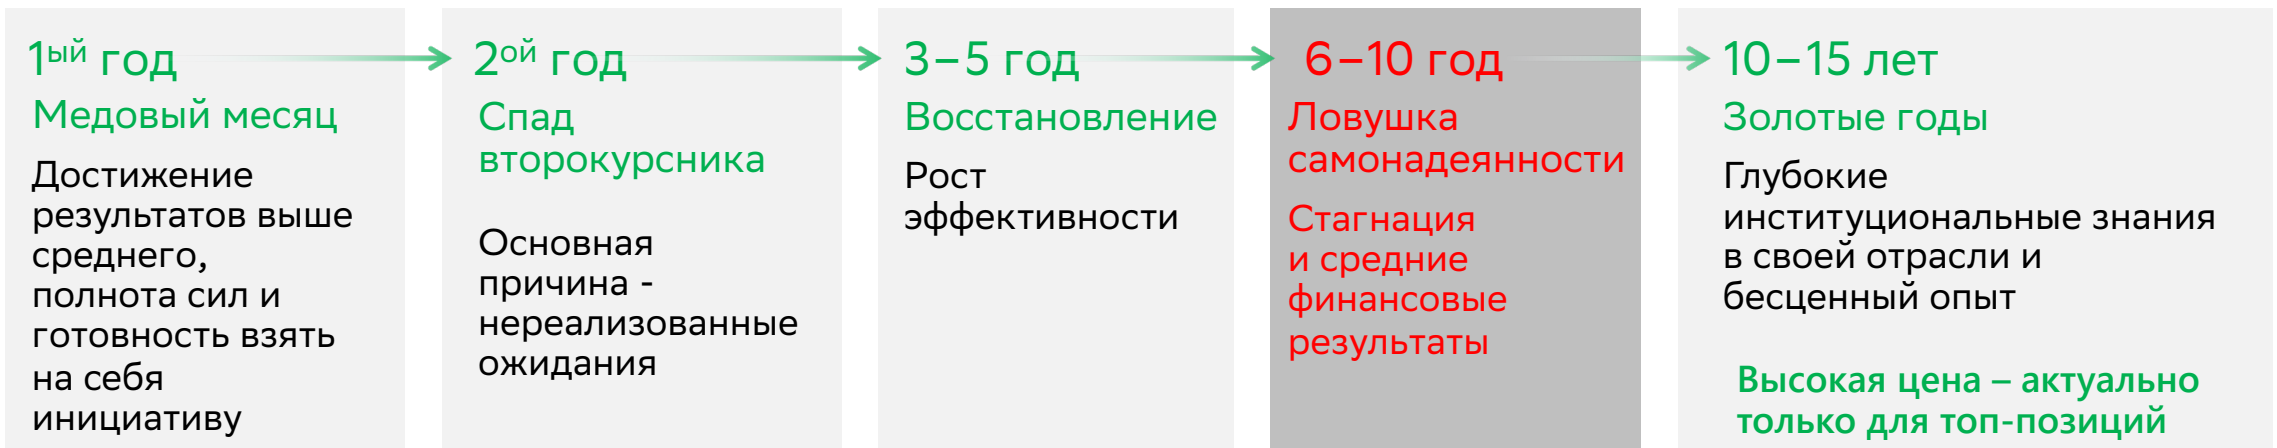 1ый год
Медовый месяц
Достижение
результатов выше
среднего,
полнота сил и
готовность взять
на себя
инициативу
2ой год
Спад
второкурсника
Основная
причина -
нереализованные
ожидания
3–5 год
Восстановление
Рост
эффективности
6–10 год
Ловушка
самонадеянности
Стагнация
и средние
финансовые
результаты
10–15 лет
Золотые годы
Глубокие
институциональные знания
в своей отрасли и
бесценный опыт
Высокая цена – актуально
только для топ-позиций